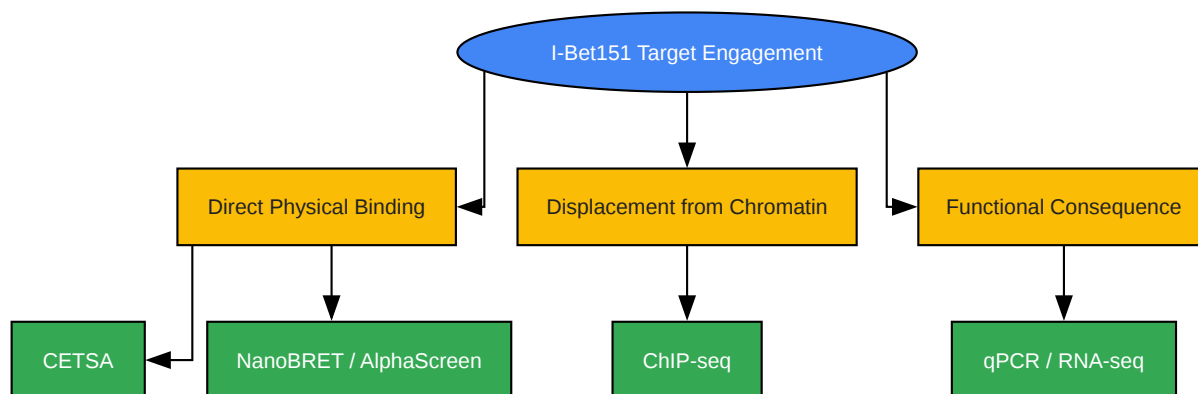 I-Bet151 Target Engagement
Direct Physical Binding
Displacement from Chromatin
Functional Consequence
CETSA
NanoBRET / AlphaScreen
ChIP-seq
qPCR / RNA-seq